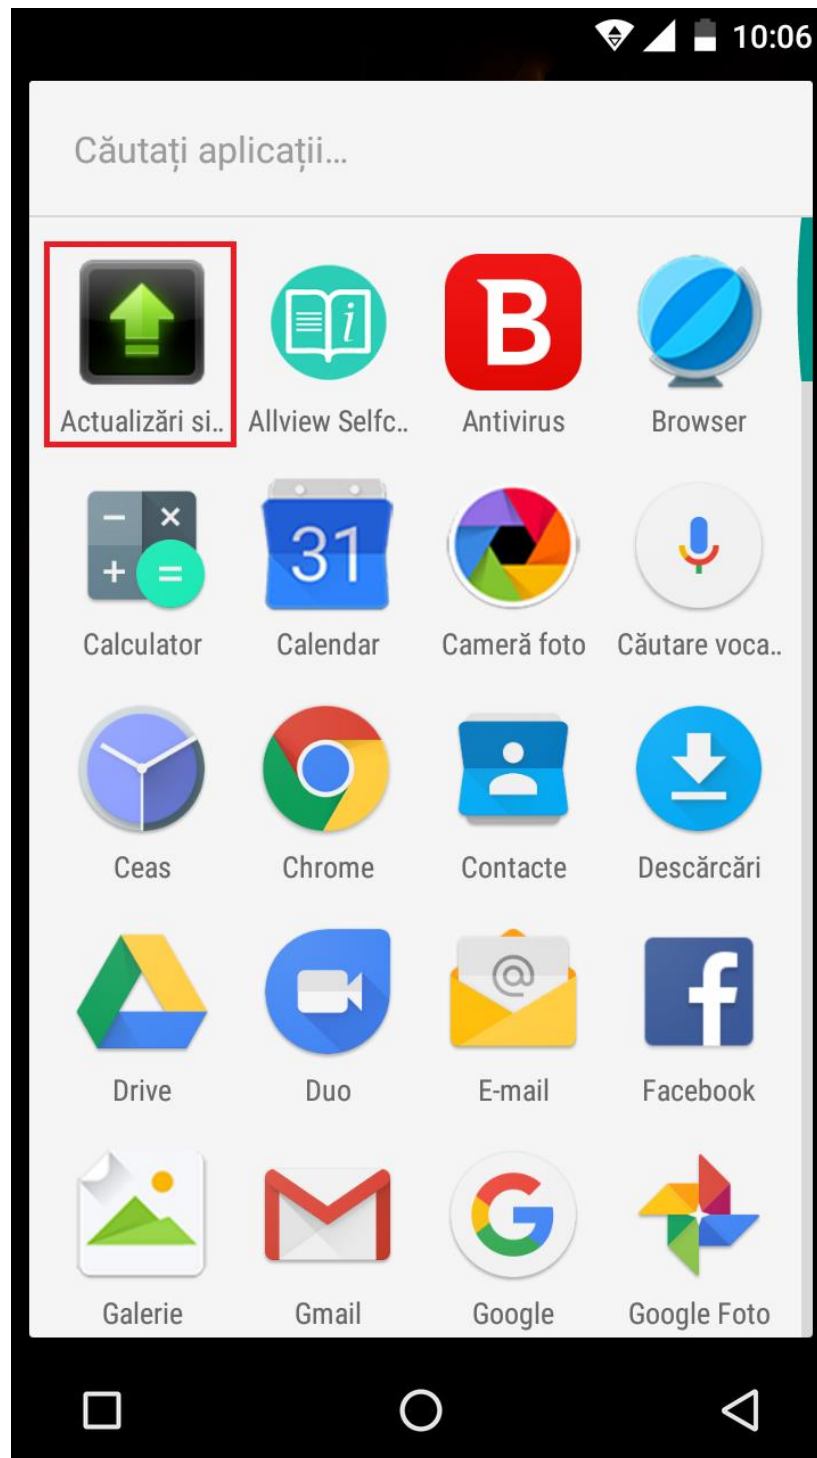 10:06
Căutați aplicații...
B
Actualizări si.. Allview Selfc.. Antivirus Browser
31
Calculator Calendar Cameră foto Căutare voca..
Ceas Chrome Contacte Descărcări
@ f
Drive Duo E-mail Facebook
G
Galerie Gmail Google Google Foto